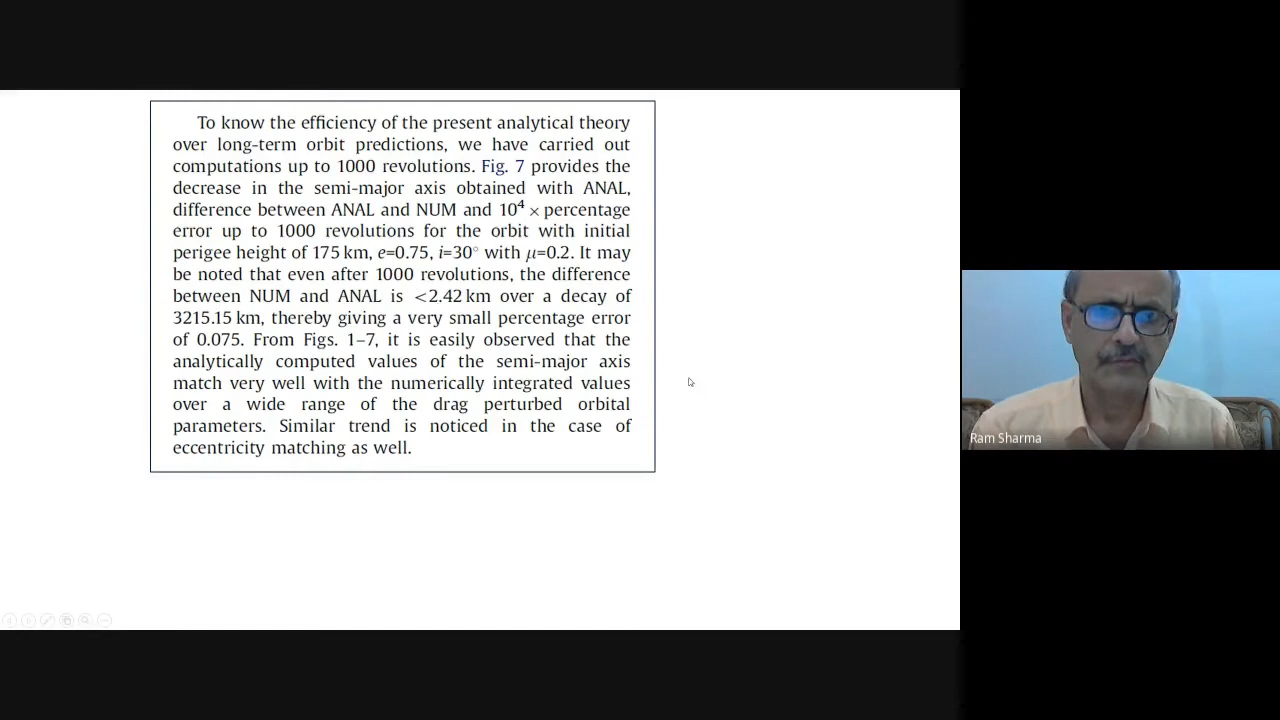 To know the efficiency of the present analytical theory
over long-term orbit predictions, we have carried out
computations up to 1000 revolutions. Fig. 7 provides the
decrease in the semi-major axis obtained with ANAL,
difference between ANAL and NUM and 10⁴ × percentage
error up to 1000 revolutions for the orbit with initial
perigee height of 175 km, e=0.75, i=30° with μ=0.2. It may
be noted that even after 1000 revolutions, the difference
between NUM and ANAL is <2.42 km over a decay of
3215.15 km, thereby giving a very small percentage error
of 0.075. From Figs. 1–7, it is easily observed that the
analytically computed values of the semi-major axis
match very well with the numerically integrated values
over a wide range of the drag perturbed orbital
parameters. Similar trend is noticed in the case of
eccentricity matching as well.
Ram Sharma